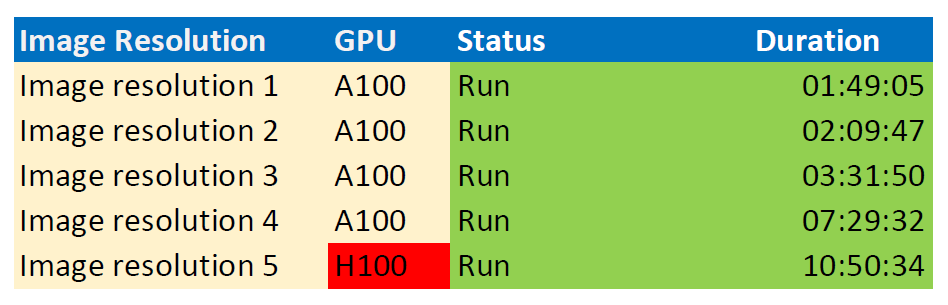 Image Resolution GPU Status Duration
Image resolution 1 A100 Run 01:49:05
Image resolution 2 A100 Run 02:09:47
Image resolution 3 A100 Run 03:31:50
Image resolution 4 A100 Run 07:29:32
Image resolution 5 H100 Run 10:50:34